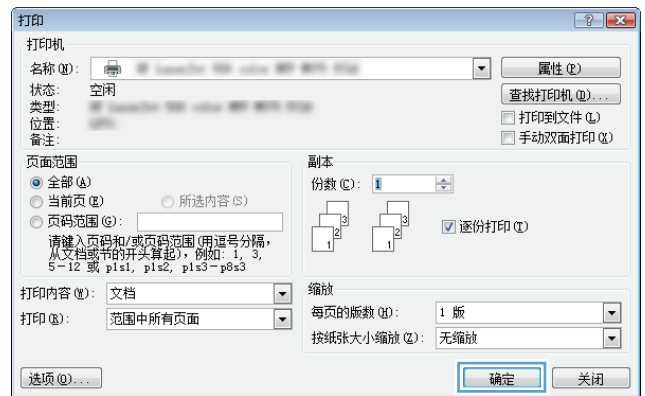 打印
打印机
名称(N):
属性(P)
状态: 空闲
查找打印机(D)...
类型:
位置:
打印到文件(L)
备注:
手动双面打印(X)
页面范围
全部(A)
当前页(E) 所选内容(S)
页码范围(G):
请键入页码和/或页码范围(用逗号分隔，
从文档或节的开头算起)，例如: 1, 3,
5-12 或 p1s1, p1s2, p1s3-p8s3
副本
份数(C): 1
3 3
2 2
1 1
逐份打印(T)
打印内容(W): 文档
打印(R): 范围中所有页面
缩放
每页的版数(H): 1 版
按纸张大小缩放(Z): 无缩放
选项(O)...
确定 关闭